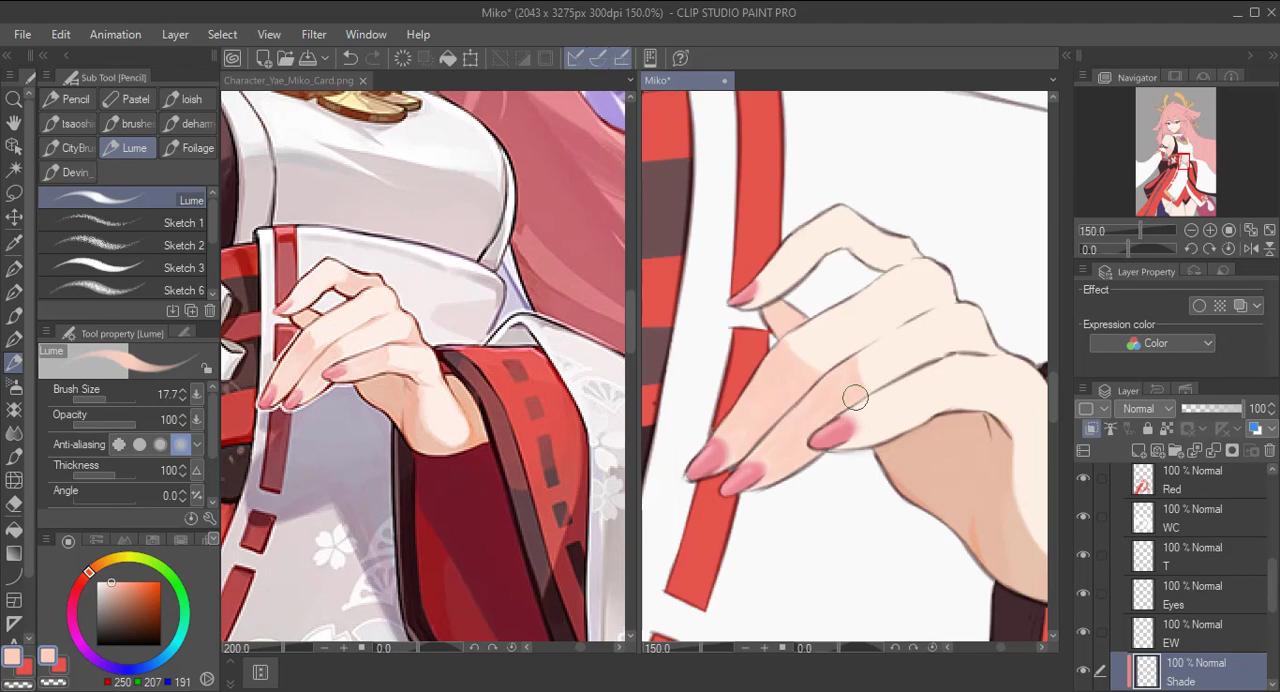 Miko* (2043 x 3275px 300dpi 150.0%) - CLIP STUDIO PAINT PRO
File Edit Animation Layer Select View Filter Window Help
Sub Tool [Pencil]
Pencil Pastel loish
tsaoshi brushe deharm
CityBru Lume Foilage
Devin_
Lume
Sketch 1
Sketch 2
Sketch 3
Sketch 6
Tool property [Lume]
Lume
Brush Size 17.7
Opacity 100
Anti-aliasing
Thickness 100
Angle 0.0
250 207 191
Character_Yae_Miko_Card.png
200.0 0.0
Miko*
150.0 0.0
Navigator
150.0
0.0
Layer Property
Effect
Expression color
Color
Layer
Normal 100
100 % Normal
Red
100 % Normal
WC
100 % Normal
T
100 % Normal
Eyes
100 % Normal
EW
100 % Normal
Shade